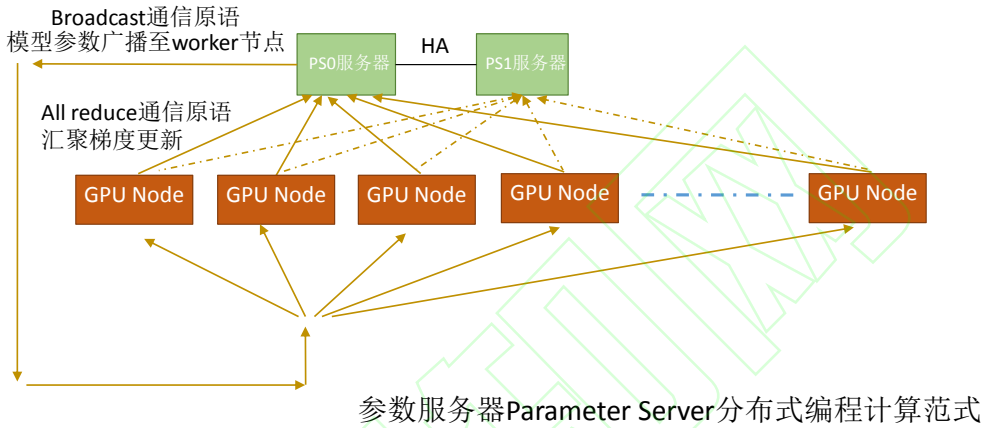 Broadcast通信原语
模型参数广播至worker节点
PS0服务器
HA
PS1服务器
All reduce通信原语
汇聚梯度更新
GPU Node
GPU Node
GPU Node
GPU Node
GPU Node
参数服务器Parameter Server分布式编程计算范式